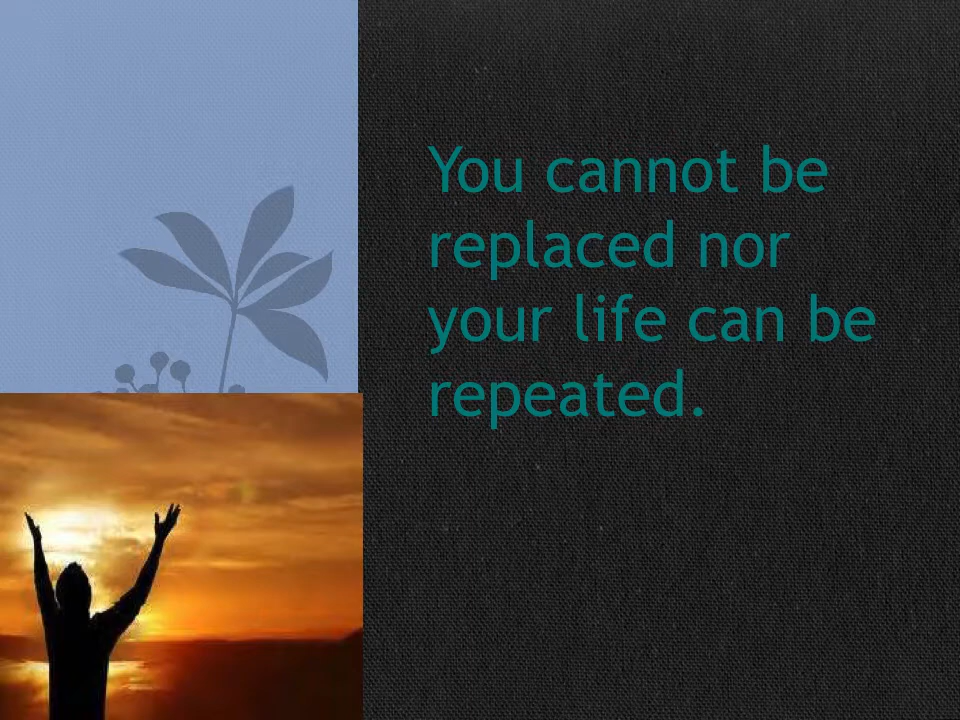 You cannot be
replaced nor
your life can be
repeated.